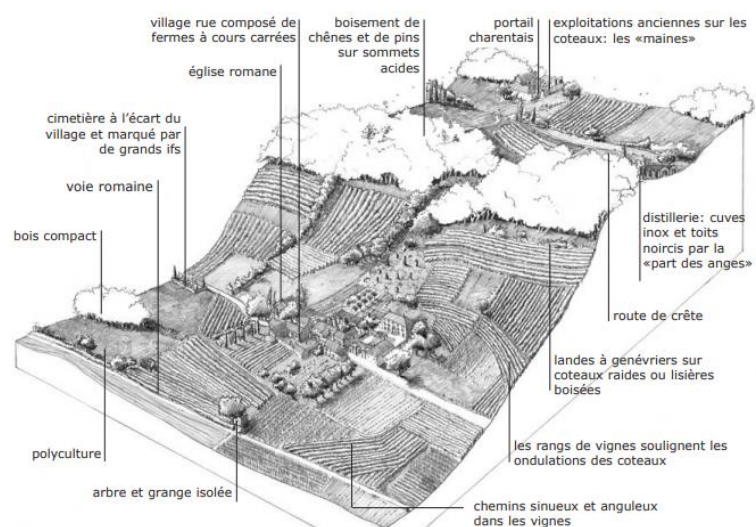 village rue composé de
fermes à cours carrées
boisement de
chênes et de pins
sur sommets
acides
portail
charentais
exploitations anciennes sur les
coteaux: les «maines»
église romane
cimetière à l'écart du
village et marqué par
de grands ifs
voie romaine
bois compact
distillerie: cuves
inox et toits
noircis par la
«part des anges»
route de crête
landes à genévriers sur
coteaux raides ou lisières
boisées
polyculture
les rangs de vignes soulignent les
ondulations des coteaux
arbre et grange isolée
chemins sinueux et anguleux
dans les vignes